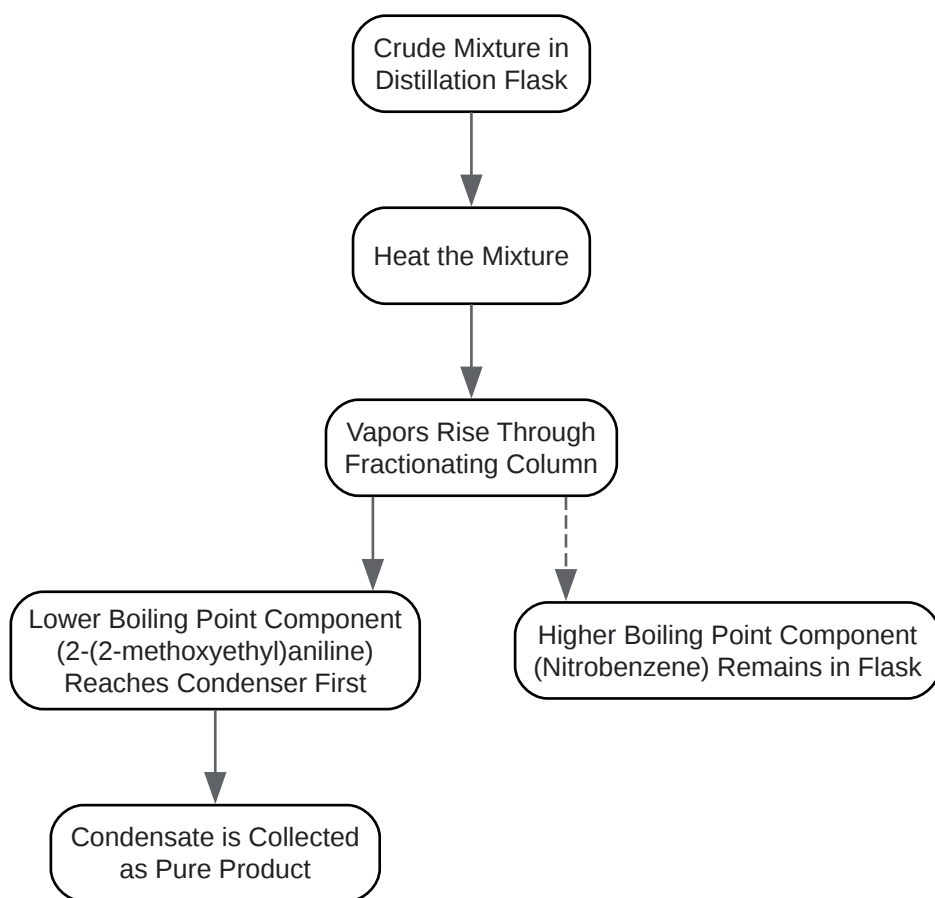 Crude Mixture in
Distillation Flask
Heat the Mixture
Vapors Rise Through
Fractionating Column
Lower Boiling Point Component
(2-(2-methoxyethyl)aniline)
Reaches Condenser First
Higher Boiling Point Component
(Nitrobenzene) Remains in Flask
Condensate is Collected
as Pure Product